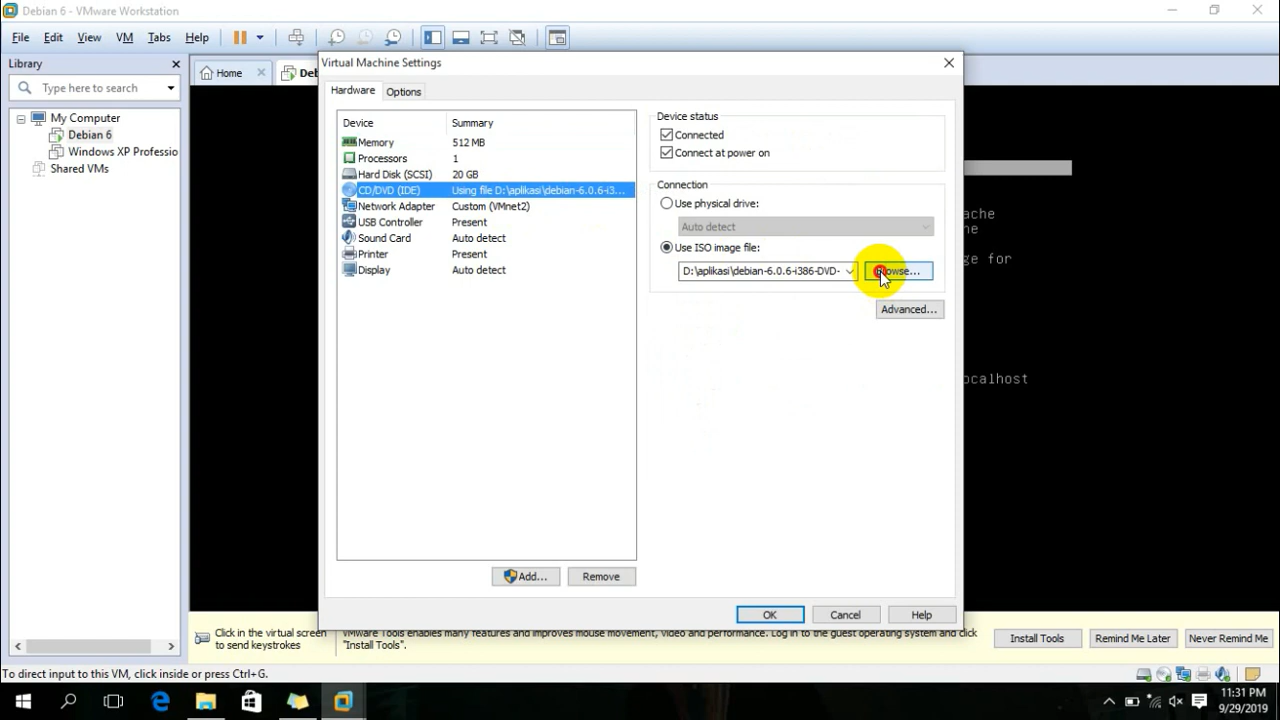 Debian 6 - VMware Workstation
File Edit View VM Tabs Help
Library
Type here to search
My Computer
Debian 6
Windows XP Professio
Shared VMs
Home
Deb
Virtual Machine Settings
Hardware
Options
Device Summary
Memory 512 MB
Processors 1
Hard Disk (SCSI) 20 GB
CD/DVD (IDE) Using file D:\aplikasi\debian-6.0.6-i3...
Network Adapter Custom (VMnet2)
USB Controller Present
Sound Card Auto detect
Printer Present
Display Auto detect
Add...
Remove
Device status
Connected
Connect at power on
Connection
Use physical drive:
Auto detect
Use ISO image file:
D:\aplikasi\debian-6.0.6-i386-DVD-
Browse...
Advanced...
OK
Cancel
Help
ache
he
ge for
ocalhost
Click in the virtual screen
to send keystrokes
VMware Tools enables many features and improves mouse movement, video and performance. Log in to the guest operating system and click
"Install Tools".
Install Tools
Remind Me Later
Never Remind Me
To direct input to this VM, click inside or press Ctrl+G.
11:31 PM
9/29/2019